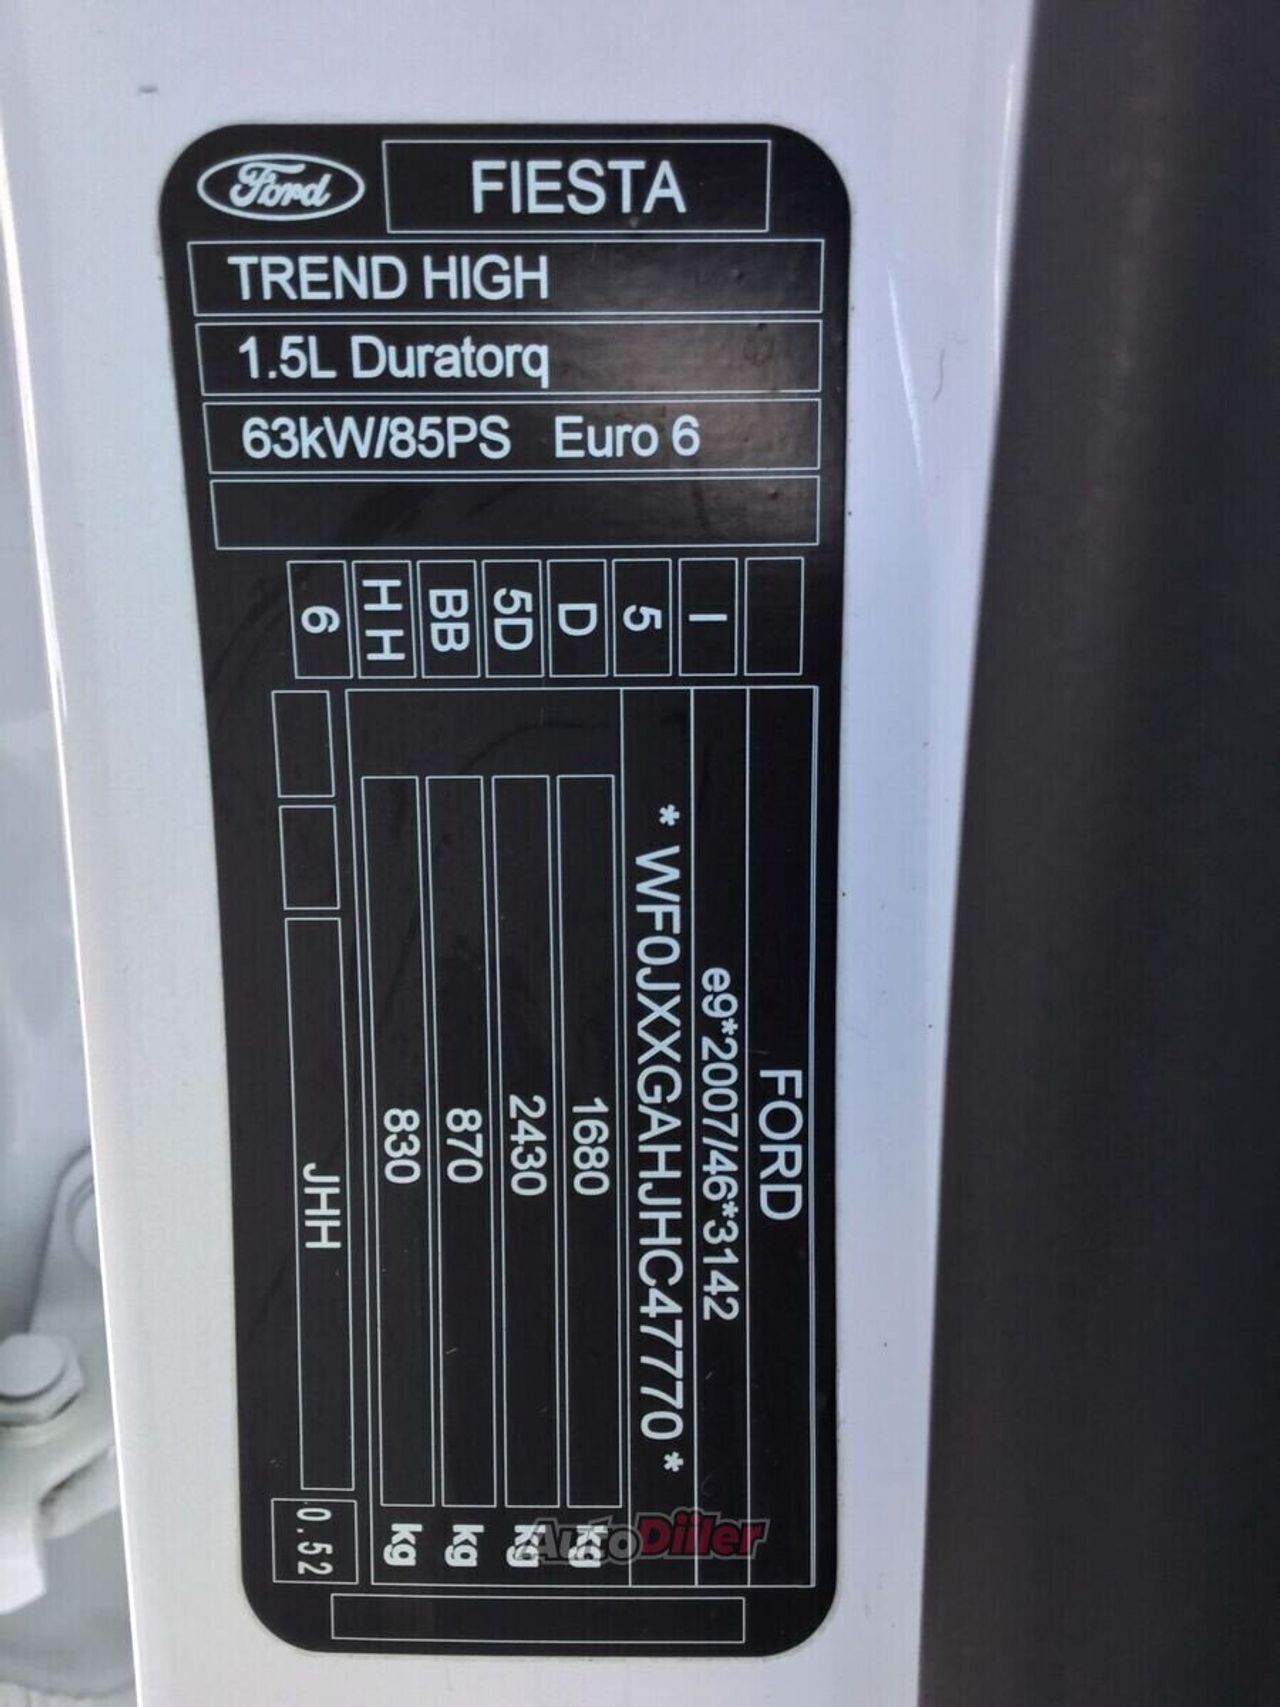 Ford
FIESTA
TREND HIGH
1.5L Duratorq
63kW/85PS Euro 6
I
5
D
5D
BB
HH
6
FORD
e9*2007/46*3142
* WF0JXXGAHJHC47770 *
1680 kg
2430 kg
870 kg
830 kg
JHH
0.52
AutoDiiler